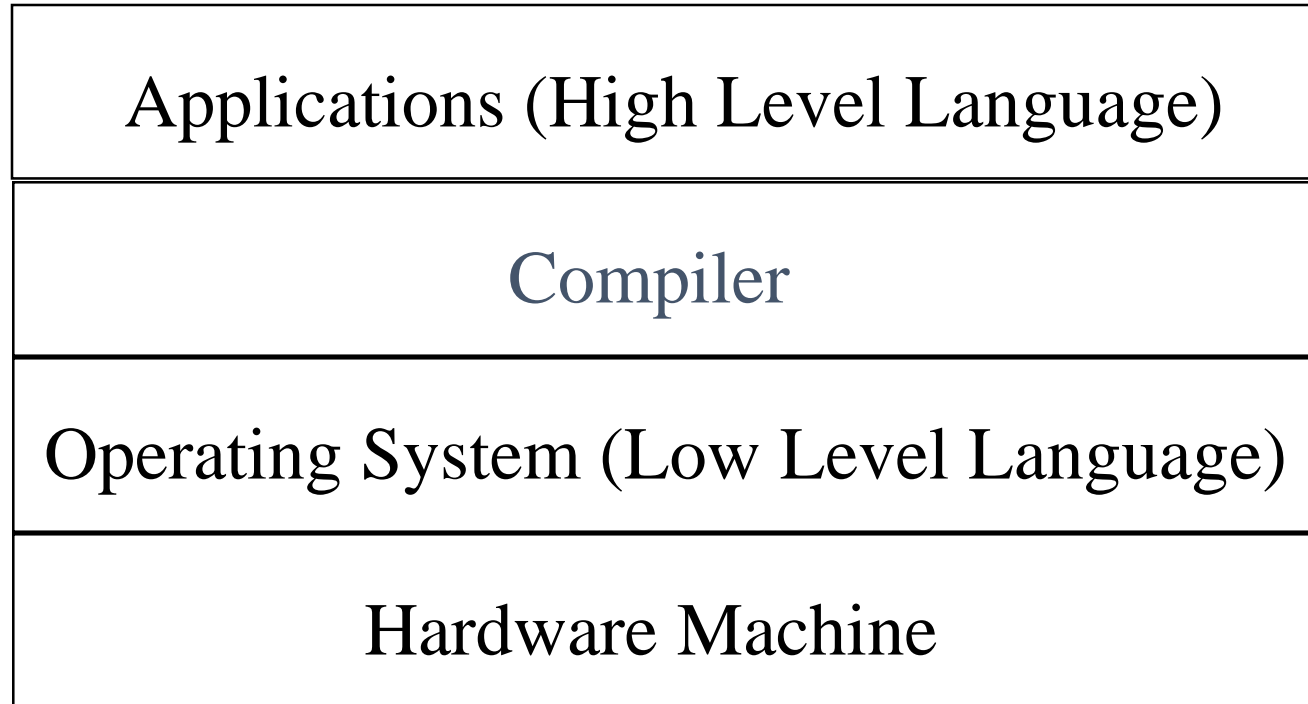 Applications (High Level Language)
Compiler
Operating System (Low Level Language)
Hardware Machine